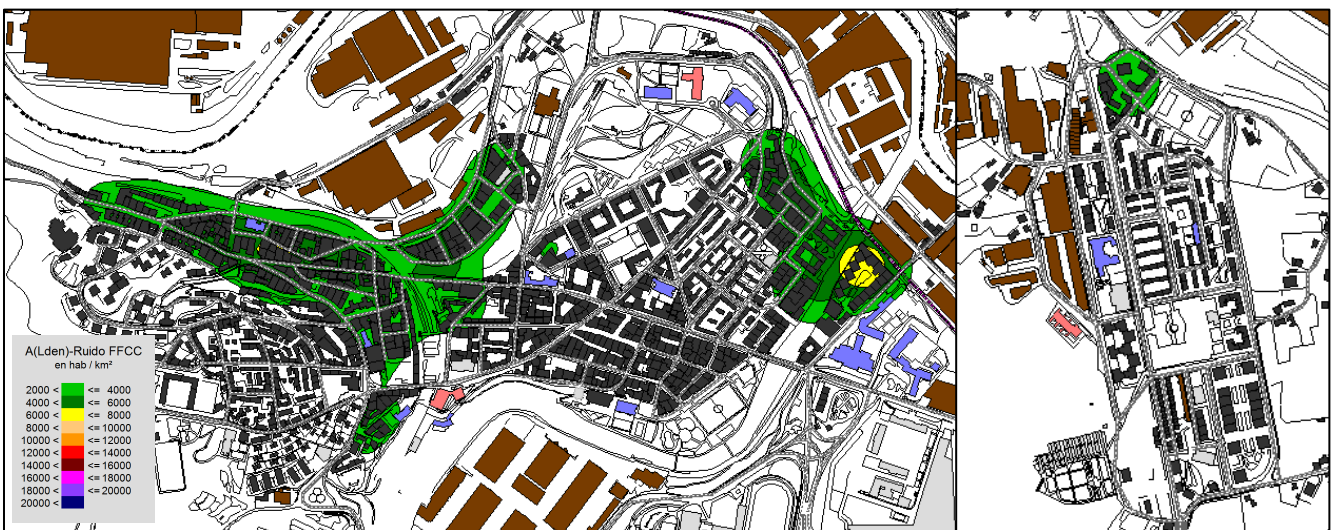 A(Lden)-Ruido FFCC
en hab / km²
2000 < <= 4000
4000 < <= 6000
6000 < <= 8000
8000 < <= 10000
10000 < <= 12000
12000 < <= 14000
14000 < <= 16000
16000 < <= 18000
18000 < <= 20000
20000 <